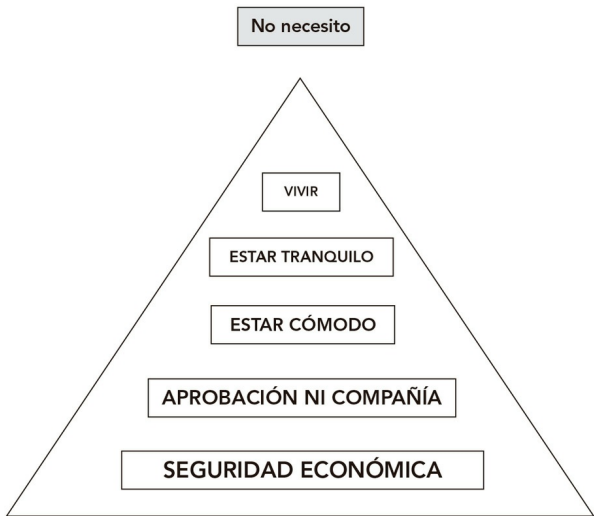 No necesito
VIVIR
ESTAR TRANQUILO
ESTAR CÓMODO
APROBACIÓN NI COMPAÑÍA
SEGURIDAD ECONÓMICA